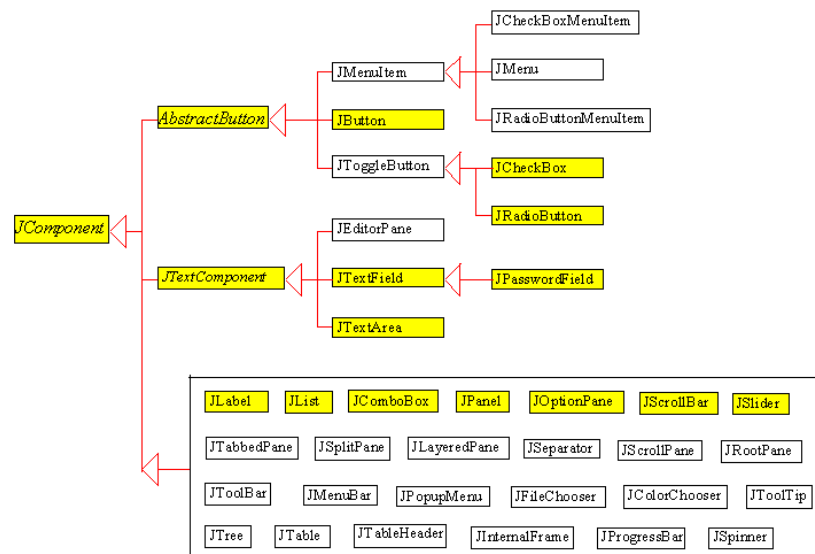 JCheckBoxMenuItem
JMenuItem
JMenu
AbstractButton
JButton
JRadioButtonMenuItem
JToggleButton
JCheckBox
JRadioButton
JComponent
JEditorPane
JTextComponent
JTextField
JPasswordField
JTextArea
JLabel JList JComboBox JPanel JOptionPane JScrollBar JSlider
JTabbedPane JSplitPane JLayeredPane JSeparator JScrollPane JRootPane
JToolBar JMenuBar JPopupMenu JFileChooser JColorChooser JToolTip
JTree JTable JTableHeader JInternalFrame JProgressBar JSpinner